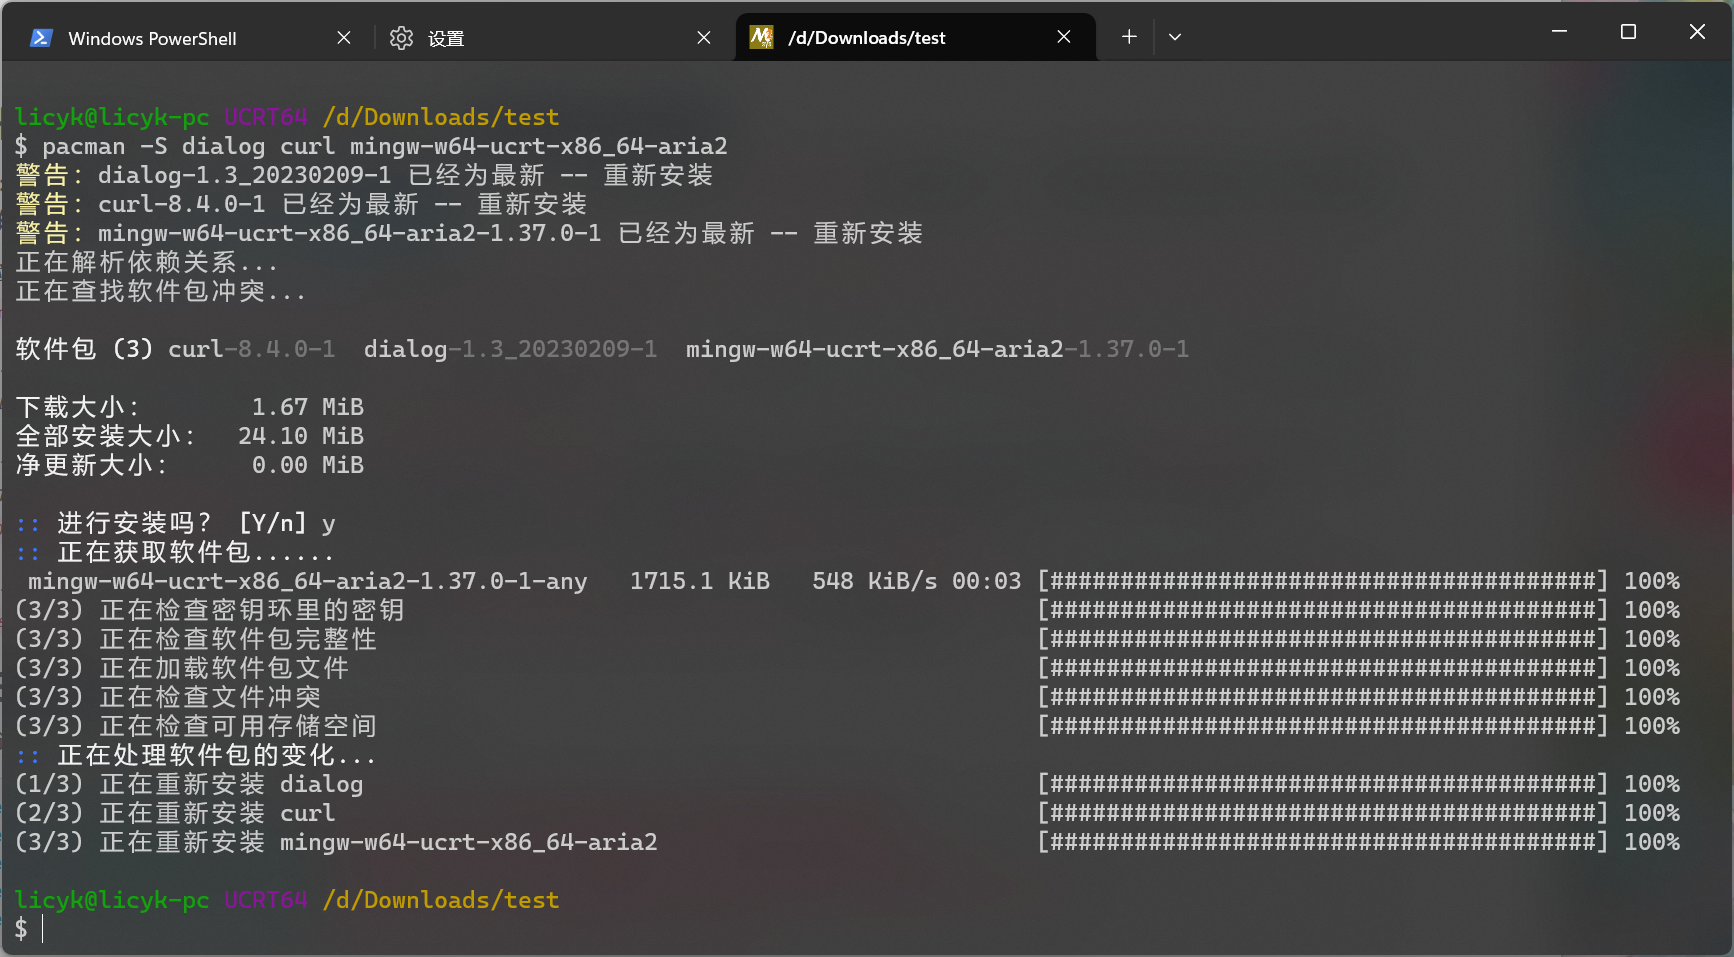 Windows PowerShell
设置
/d/Downloads/test
licyk@licyk-pc UCRT64 /d/Downloads/test
$ pacman -S dialog curl mingw-w64-ucrt-x86_64-aria2
警告：dialog-1.3_20230209-1 已经为最新 -- 重新安装
警告：curl-8.4.0-1 已经为最新 -- 重新安装
警告：mingw-w64-ucrt-x86_64-aria2-1.37.0-1 已经为最新 -- 重新安装
正在解析依赖关系...
正在查找软件包冲突...
软件包 (3) curl-8.4.0-1  dialog-1.3_20230209-1  mingw-w64-ucrt-x86_64-aria2-1.37.0-1
下载大小：        1.67 MiB
全部安装大小：   24.10 MiB
净更新大小：      0.00 MiB
:: 进行安装吗？ [Y/n] y
:: 正在获取软件包......
mingw-w64-ucrt-x86_64-aria2-1.37.0-1-any   1715.1 KiB   548 KiB/s 00:03 [#######################################] 100%
(3/3) 正在检查密钥环里的密钥 [#######################################] 100%
(3/3) 正在检查软件包完整性 [#######################################] 100%
(3/3) 正在加载软件包文件 [#######################################] 100%
(3/3) 正在检查文件冲突 [#######################################] 100%
(3/3) 正在检查可用存储空间 [#######################################] 100%
:: 正在处理软件包的变化...
(1/3) 正在重新安装 dialog [#######################################] 100%
(2/3) 正在重新安装 curl [#######################################] 100%
(3/3) 正在重新安装 mingw-w64-ucrt-x86_64-aria2 [#######################################] 100%
licyk@licyk-pc UCRT64 /d/Downloads/test
$